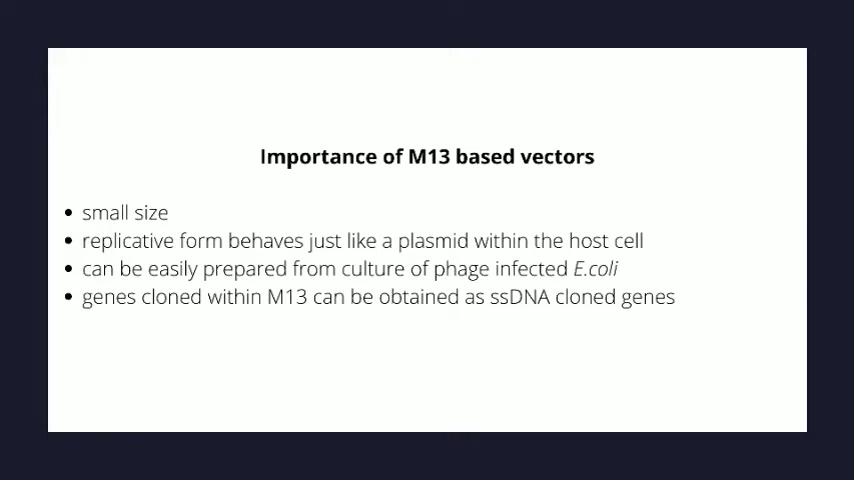 Importance of M13 based vectors
• small size
• replicative form behaves just like a plasmid within the host cell
• can be easily prepared from culture of phage infected E.coli
• genes cloned within M13 can be obtained as ssDNA cloned genes